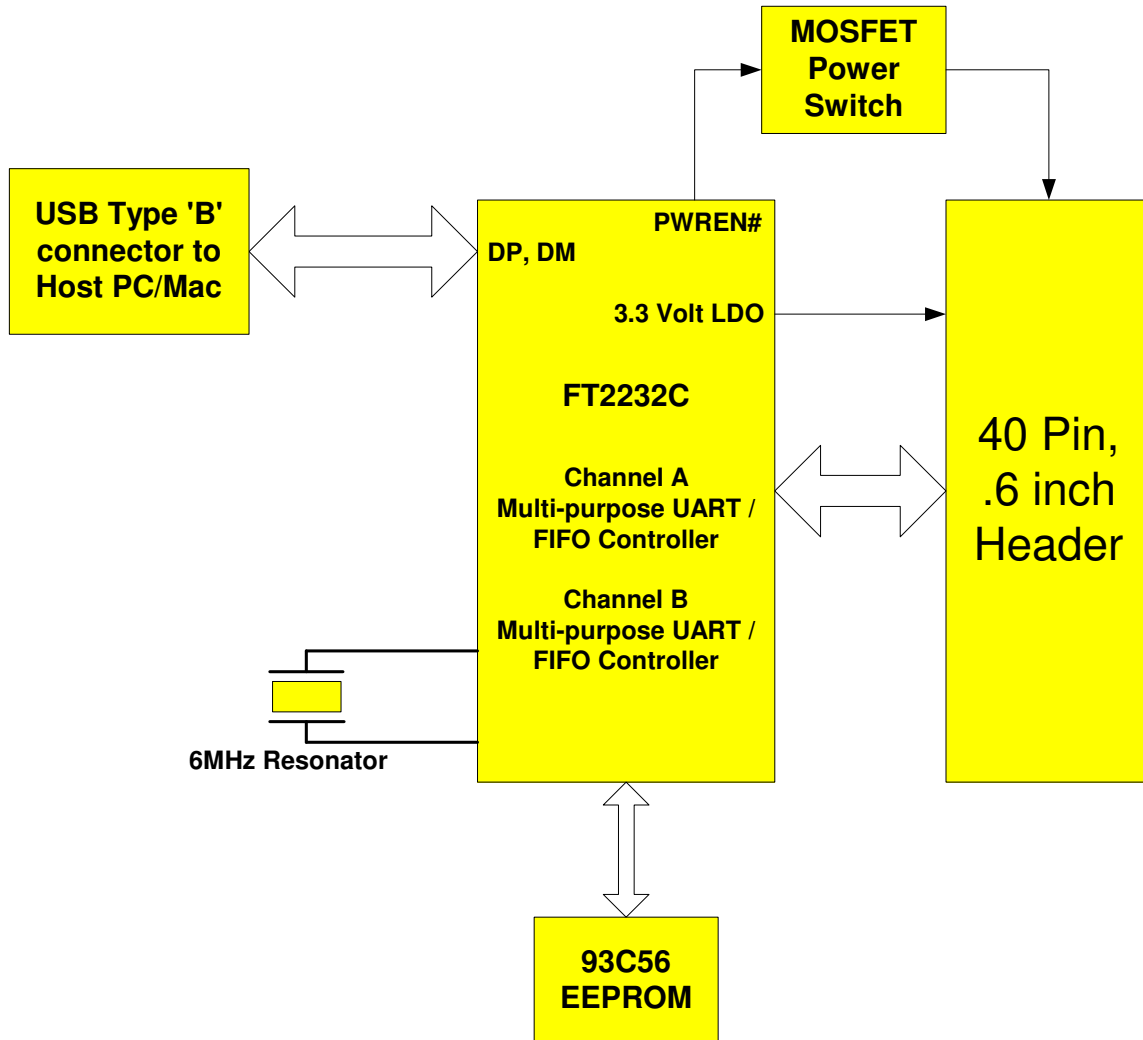 MOSFET
Power
Switch
USB Type 'B'
connector to
Host PC/Mac
PWREN#
DP, DM
3.3 Volt LDO
FT2232C
Channel A
Multi-purpose UART /
FIFO Controller
Channel B
Multi-purpose UART /
FIFO Controller
40 Pin,
.6 inch
Header
6MHz Resonator
93C56
EEPROM